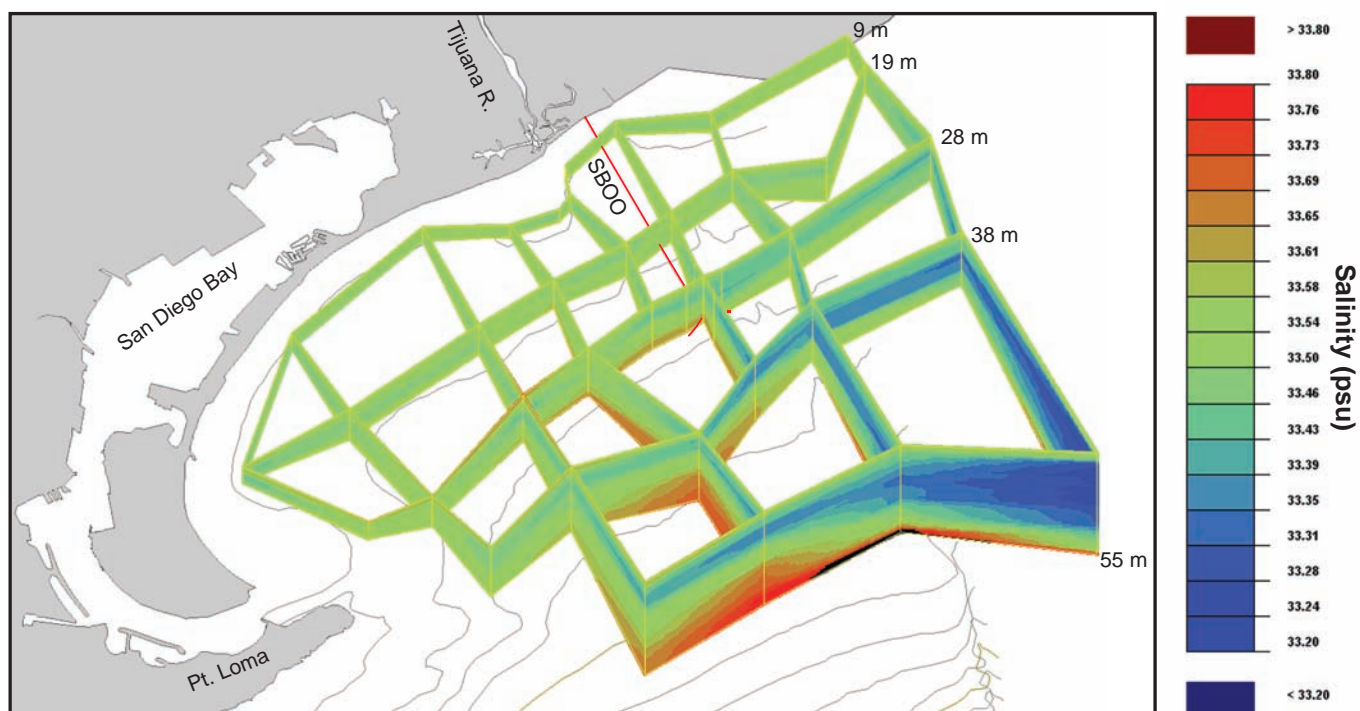 9 m
19 m
28 m
38 m
55 m
Tijuana R.
SBOO
San Diego Bay
Pt. Loma
> 33.80
33.80
33.76
33.73
33.69
33.65
33.61
33.58
33.54
33.50
33.46
33.43
33.39
33.35
33.31
33.28
33.24
33.20
< 33.20
Salinity (psu)